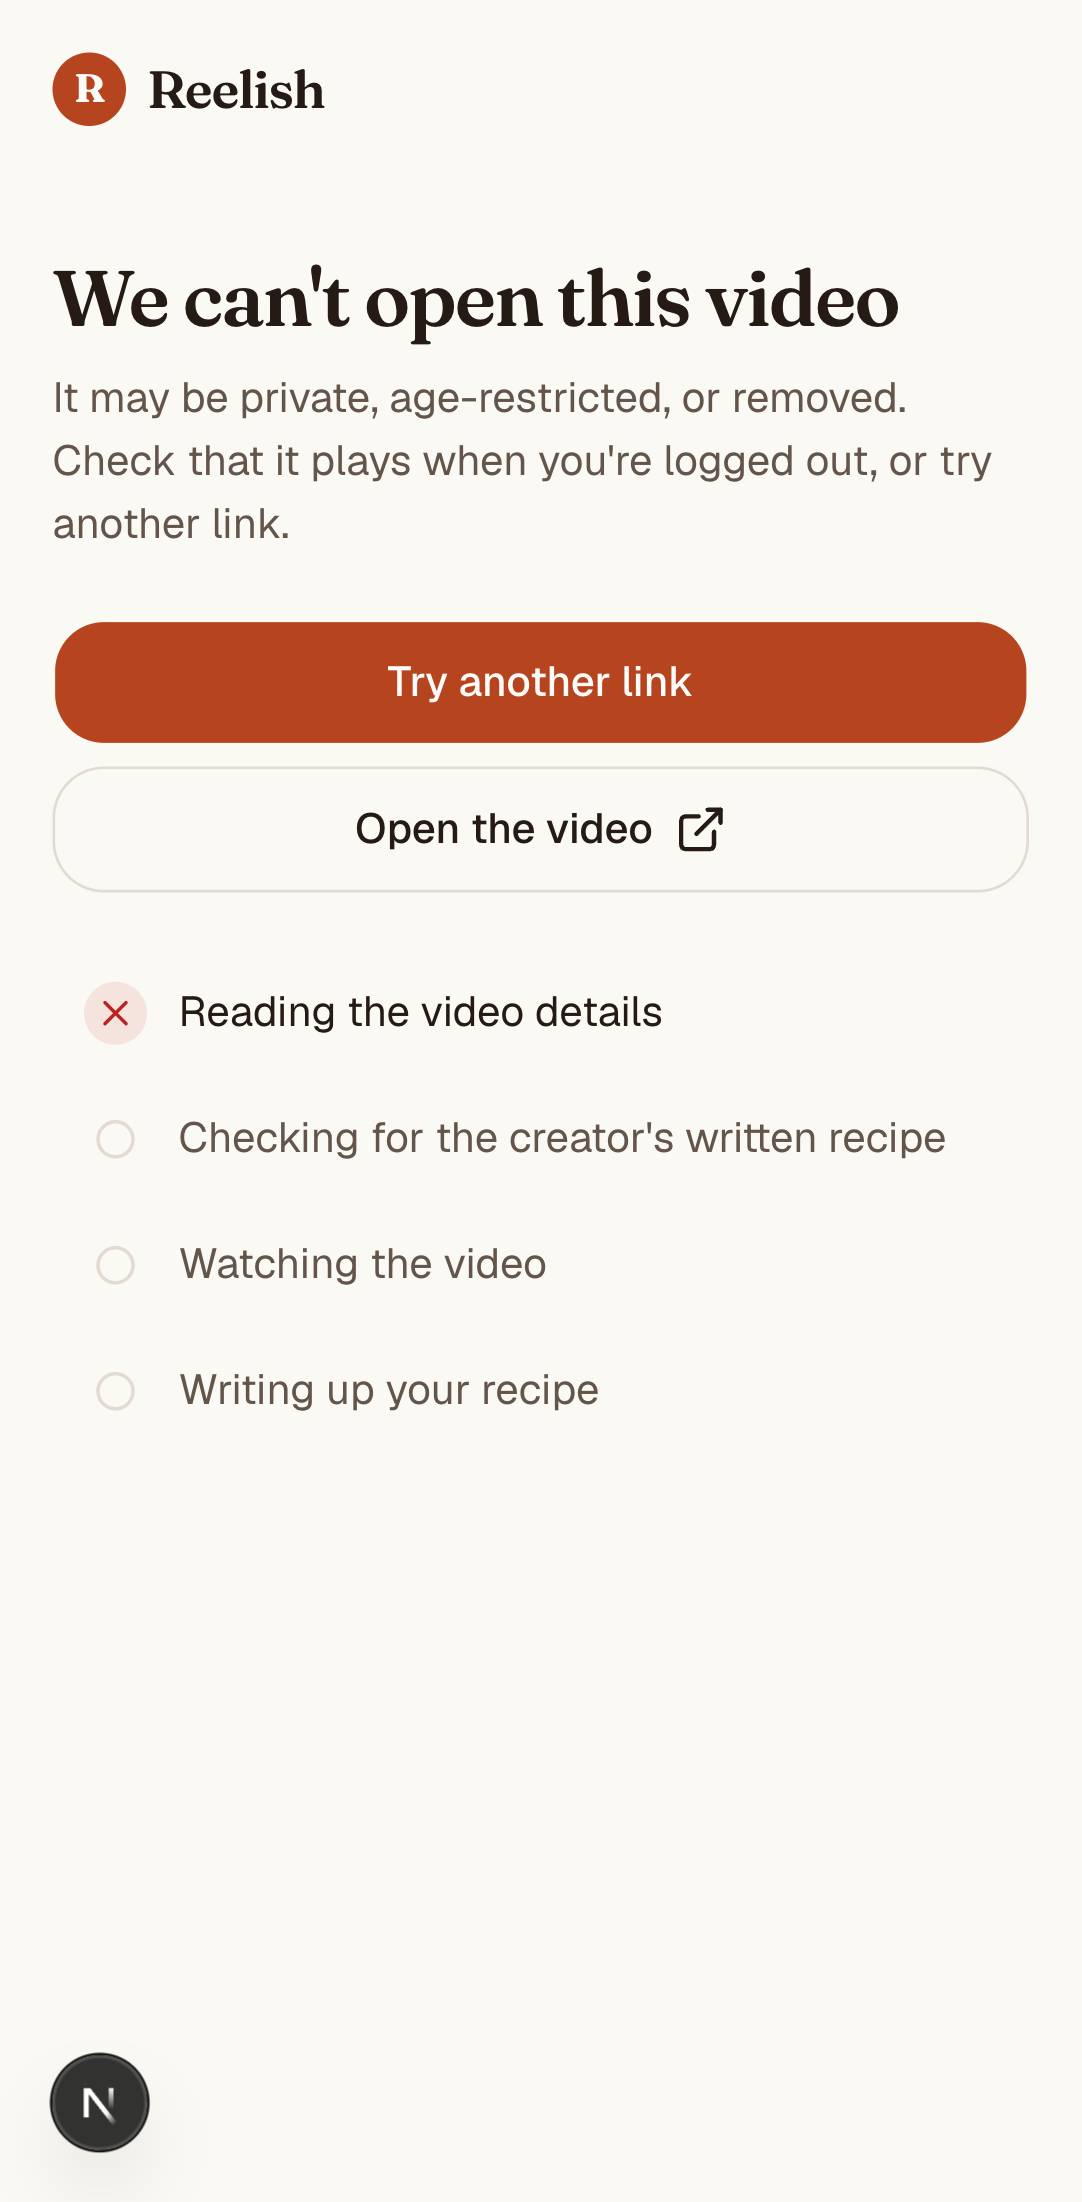 R Reelish
We can't open this video
It may be private, age-restricted, or removed.
Check that it plays when you're logged out, or try
another link.
Try another link
Open the video
Reading the video details
Checking for the creator's written recipe
Watching the video
Writing up your recipe
N